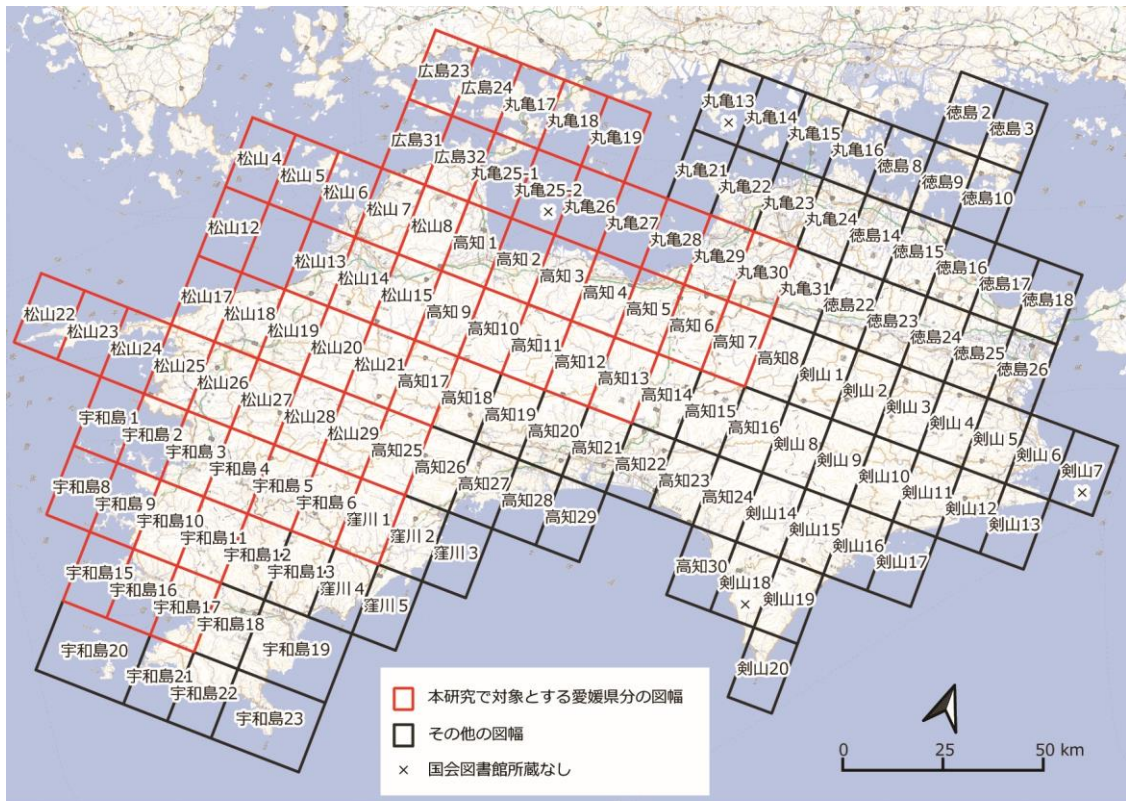 広島23
広島24
丸亀17
丸亀18
丸亀19
丸亀13
丸亀14
丸亀15
丸亀16
徳島2
徳島3
徳島8
徳島9
徳島10
松山4
松山5
松山6
松山7
松山8
広島31
広島32
丸亀25-1
丸亀25-2
丸亀26
丸亀27
丸亀28
丸亀29
丸亀30
丸亀31
丸亀21
丸亀22
丸亀23
丸亀24
徳島14
徳島15
徳島16
徳島17
徳島18
松山12
松山13
松山14
松山15
高知1
高知2
高知3
高知4
高知5
高知6
高知7
高知8
徳島22
徳島23
徳島24
徳島25
徳島26
松山17
松山18
松山19
松山20
松山21
高知9
高知10
高知11
高知12
高知13
高知14
高知15
高知16
剣山1
剣山2
剣山3
剣山4
剣山5
剣山6
剣山7
松山22
松山23
松山24
松山25
松山26
松山27
松山28
松山29
高知17
高知18
高知19
高知20
高知21
高知22
高知23
高知24
剣山8
剣山9
剣山10
剣山11
剣山12
剣山13
宇和島1
宇和島2
宇和島3
宇和島4
宇和島5
宇和島6
高知25
高知26
高知27
高知28
高知29
高知30
剣山14
剣山15
剣山16
剣山17
宇和島8
宇和島9
宇和島10
宇和島11
宇和島12
宇和島13
窪川1
窪川2
窪川3
窪川4
窪川5
剣山18
剣山19
剣山20
宇和島15
宇和島16
宇和島17
宇和島18
宇和島19
宇和島20
宇和島21
宇和島22
宇和島23
本研究で対象とする愛媛県分の図幅
その他の図幅
× 国会図書館所蔵なし
0 25 50 km